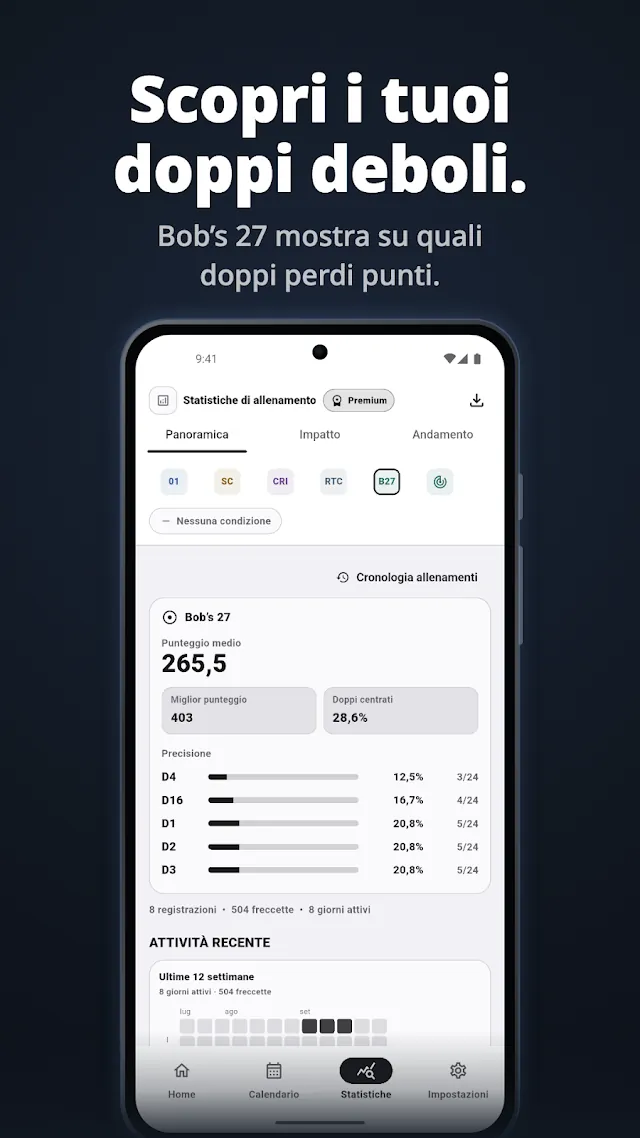 Scopri i tuoi
doppi deboli.
Bob’s 27 mostra su quali
doppi perdi punti.
9:41
Statistiche di allenamento Premium
Panoramica Impatto Andamento
01 SC CRI RTC B27
— Nessuna condizione
Cronologia allenamenti
Bob’s 27
Punteggio medio
265,5
Miglior punteggio Doppi centrati
403 28,6%
Precisione
D4 12,5% 3/24
D16 16,7% 4/24
D1 20,8% 5/24
D2 20,8% 5/24
D3 20,8% 5/24
8 registrazioni • 504 freccette • 8 giorni attivi
ATTIVITÀ RECENTE
Ultime 12 settimane
8 giorni attivi · 504 freccette
lug ago set
l
Home Calendario Statistiche Impostazioni